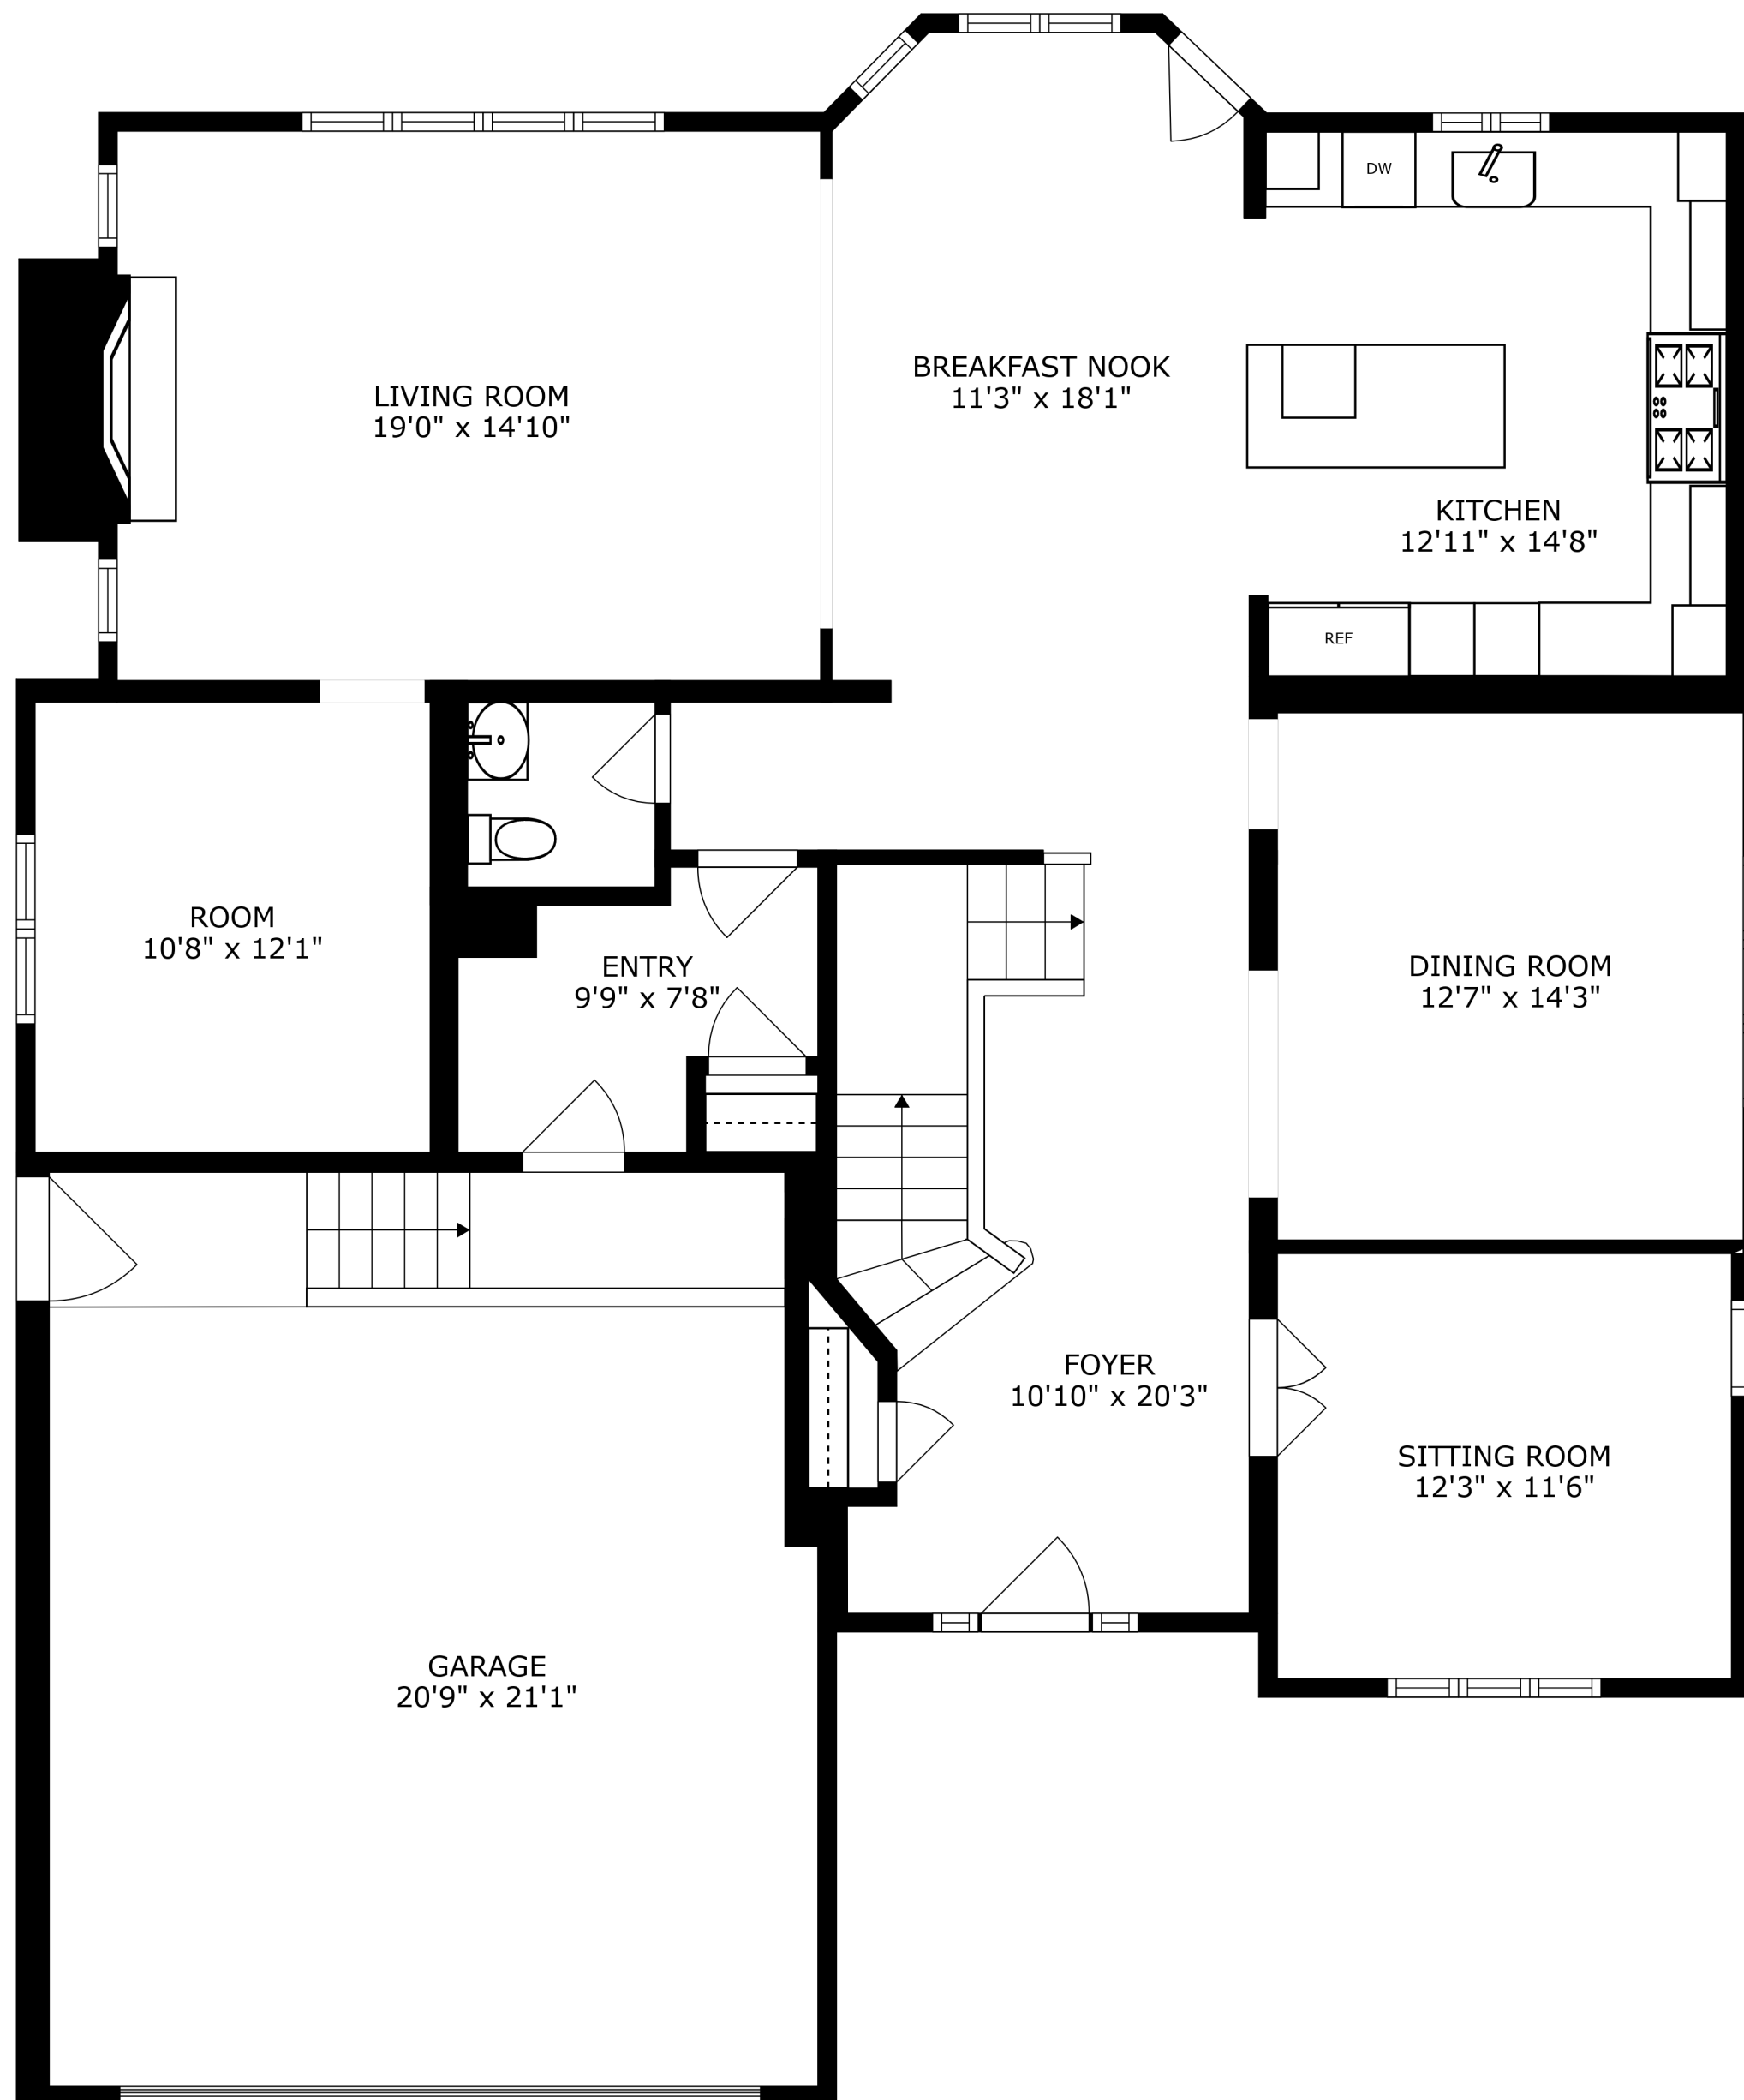 DW
BREAKFAST NOOK
11'3" x 18'1"
LIVING ROOM
19'0" x 14'10"
KITCHEN
12'11" x 14'8"
REF
ROOM
10'8" x 12'1"
ENTRY
9'9" x 7'8"
DINING ROOM
12'7" x 14'3"
FOYER
10'10" x 20'3"
SITTING ROOM
12'3" x 11'6"
GARAGE
20'9" x 21'1"